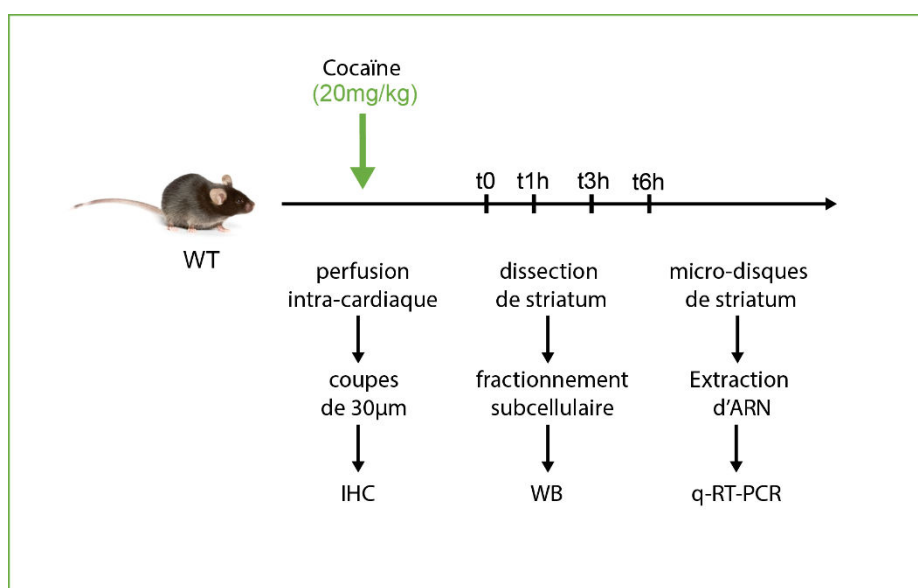 Cocaïne
(20mg/kg)
t0 t1h t3h t6h
WT
perfusion
intra-cardiaque
dissection
de striatum
micro-disques
de striatum
coupes
de 30µm
fractionnement
subcellulaire
Extraction
d'ARN
IHC
WB
q-RT-PCR